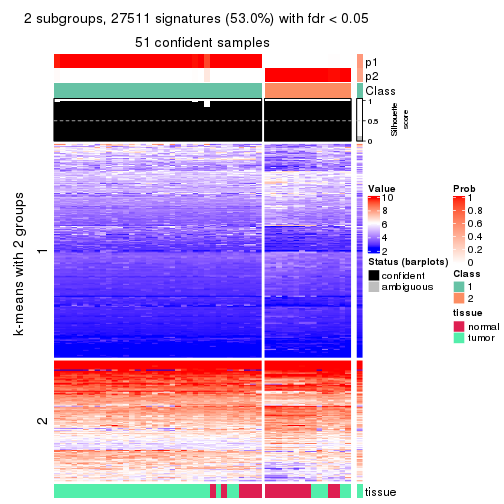 2 subgroups, 27511 signatures (53.0%) with fdr < 0.05
51 confident samples
p1
p2
Class
1
0.5
0
Silhouette
score
k-means with 2 groups
1
2
tissue
Value
10
8
6
4
2
Status (barplots)
confident
ambiguous
Prob
1
0.8
0.6
0.4
0.2
0
Class
1
2
tissue
normal
tumor